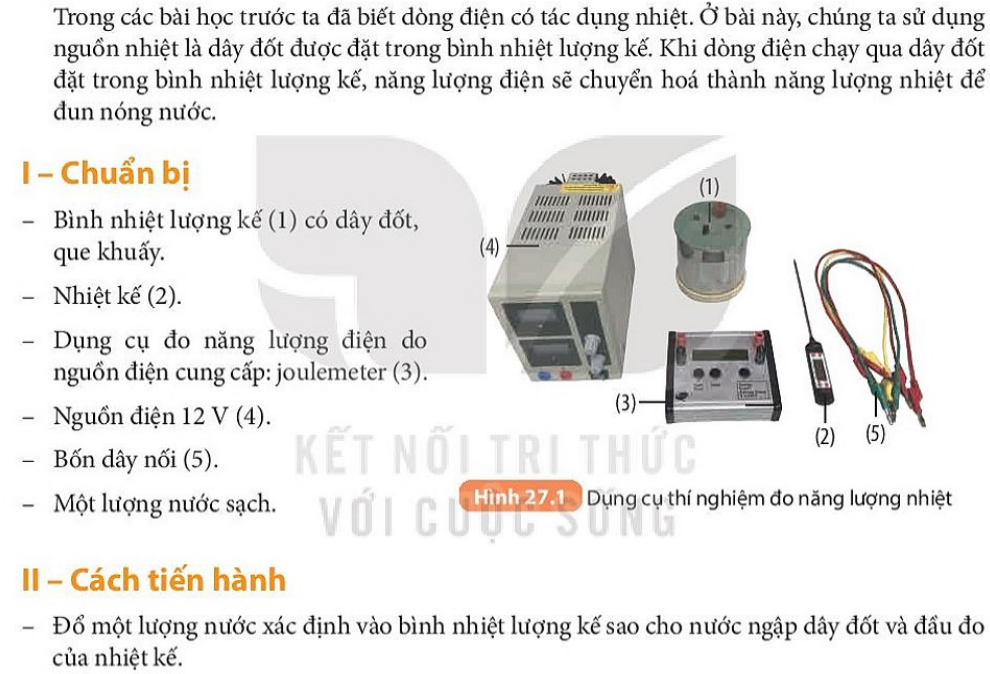 Trong các bài học trước ta đã biết dòng điện có tác dụng nhiệt. Ở bài này, chúng ta sử dụng
nguồn nhiệt là dây đốt được đặt trong bình nhiệt lượng kế. Khi dòng điện chạy qua dây đốt
đặt trong bình nhiệt lượng kế, năng lượng điện sẽ chuyển hoá thành năng lượng nhiệt để
đun nóng nước.
I – Chuẩn bị
– Bình nhiệt lượng kế (1) có dây đốt,
que khuấy.
– Nhiệt kế (2).
– Dụng cụ đo năng lượng điện do
nguồn điện cung cấp: joulemeter (3).
– Nguồn điện 12 V (4).
– Bốn dây nối (5).
– Một lượng nước sạch.
(1)
(4)
(3)
(2)
(5)
KẾT NỐI TRI THỨC
VỚI CUỘC SỐNG
Hình 27.1 Dụng cụ thí nghiệm đo năng lượng nhiệt
II – Cách tiến hành
– Đổ một lượng nước xác định vào bình nhiệt lượng kế sao cho nước ngập dây đốt và đầu đo
của nhiệt kế.